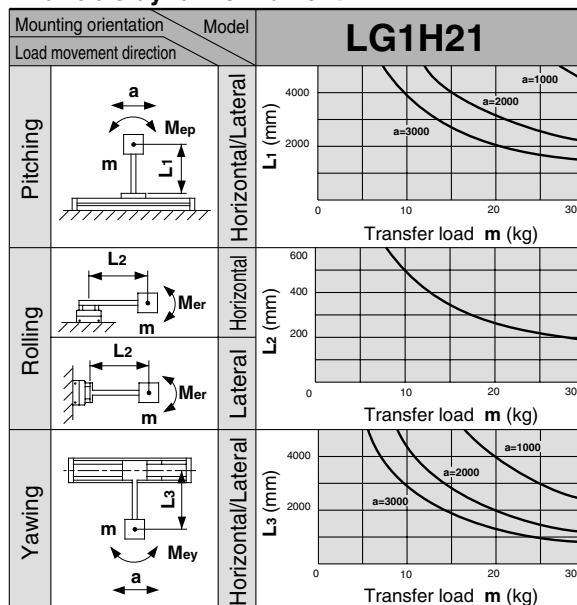 Mounting orientation
Model
Load movement direction
LG1H21
Pitching
a
Mep
m
L1
Horizontal/Lateral
L1 (mm)
4000
2000
a=1000
a=2000
a=3000
0
10
20
30
Transfer load m (kg)
Rolling
L2
Mer
m
Horizontal
L2
Mer
m
Lateral
L2 (mm)
600
400
200
0
10
20
30
Transfer load m (kg)
Yawing
L3
m
Mey
a
Horizontal/Lateral
L3 (mm)
4000
2000
a=1000
a=2000
a=3000
0
10
20
30
Transfer load m (kg)